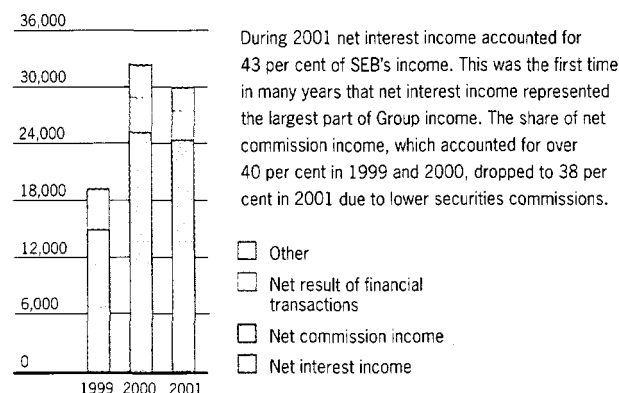 36,000
30,000
24,000
18,000
12,000
6,000
0
1999 2000 2001
During 2001 net interest income accounted for
43 per cent of SEB's income. This was the first time
in many years that net interest income represented
the largest part of Group income. The share of net
commission income, which accounted for over
40 per cent in 1999 and 2000, dropped to 38 per
cent in 2001 due to lower securities commissions.
Other
Net result of financial
transactions
Net commission income
Net interest income